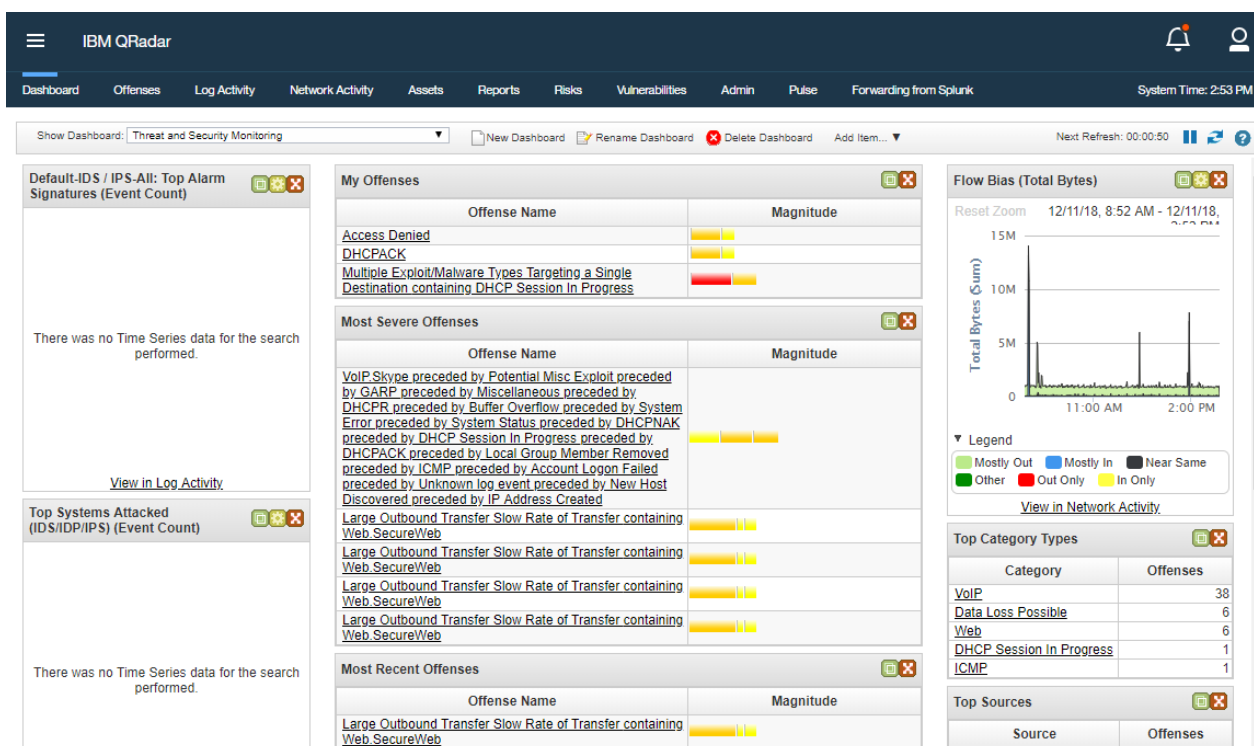 IBM QRadar
Dashboard Offenses Log Activity Network Activity Assets Reports Risks Vulnerabilities Admin Pulse Forwarding from Splunk System Time: 2:53 PM
Show Dashboard: Threat and Security Monitoring New Dashboard Rename Dashboard Delete Dashboard Add Item... Next Refresh: 00:00:50
Default-IDS / IPS-All: Top Alarm
Signatures (Event Count)
There was no Time Series data for the search
performed.
View in Log Activity
Top Systems Attacked
(IDS/IDP/IPS) (Event Count)
There was no Time Series data for the search
performed.
My Offenses
Offense Name Magnitude
Access Denied
DHCPACK
Multiple Exploit/Malware Types Targeting a Single
Destination containing DHCP Session In Progress
Most Severe Offenses
Offense Name Magnitude
VoIP.Skype preceded by Potential Misc Exploit preceded
by GARP preceded by Miscellaneous preceded by
DHCPR preceded by Buffer Overflow preceded by System
Error preceded by System Status preceded by DHCPNAK
preceded by DHCP Session In Progress preceded by
DHCPACK preceded by Local Group Member Removed
preceded by ICMP preceded by Account Logon Failed
preceded by Unknown log event preceded by New Host
Discovered preceded by IP Address Created
Large Outbound Transfer Slow Rate of Transfer containing
Web.SecureWeb
Large Outbound Transfer Slow Rate of Transfer containing
Web.SecureWeb
Large Outbound Transfer Slow Rate of Transfer containing
Web.SecureWeb
Large Outbound Transfer Slow Rate of Transfer containing
Web.SecureWeb
Most Recent Offenses
Offense Name Magnitude
Large Outbound Transfer Slow Rate of Transfer containing
Web.SecureWeb
Flow Bias (Total Bytes)
Reset Zoom 12/11/18, 8:52 AM - 12/11/18,
Total Bytes (Sum)
15M
10M
5M
0
11:00 AM 2:00 PM
Legend
Mostly Out Mostly In Near Same
Other Out Only In Only
View in Network Activity
Top Category Types
Category Offenses
VoIP 38
Data Loss Possible 6
Web 6
DHCP Session In Progress 1
ICMP 1
Top Sources
Source Offenses